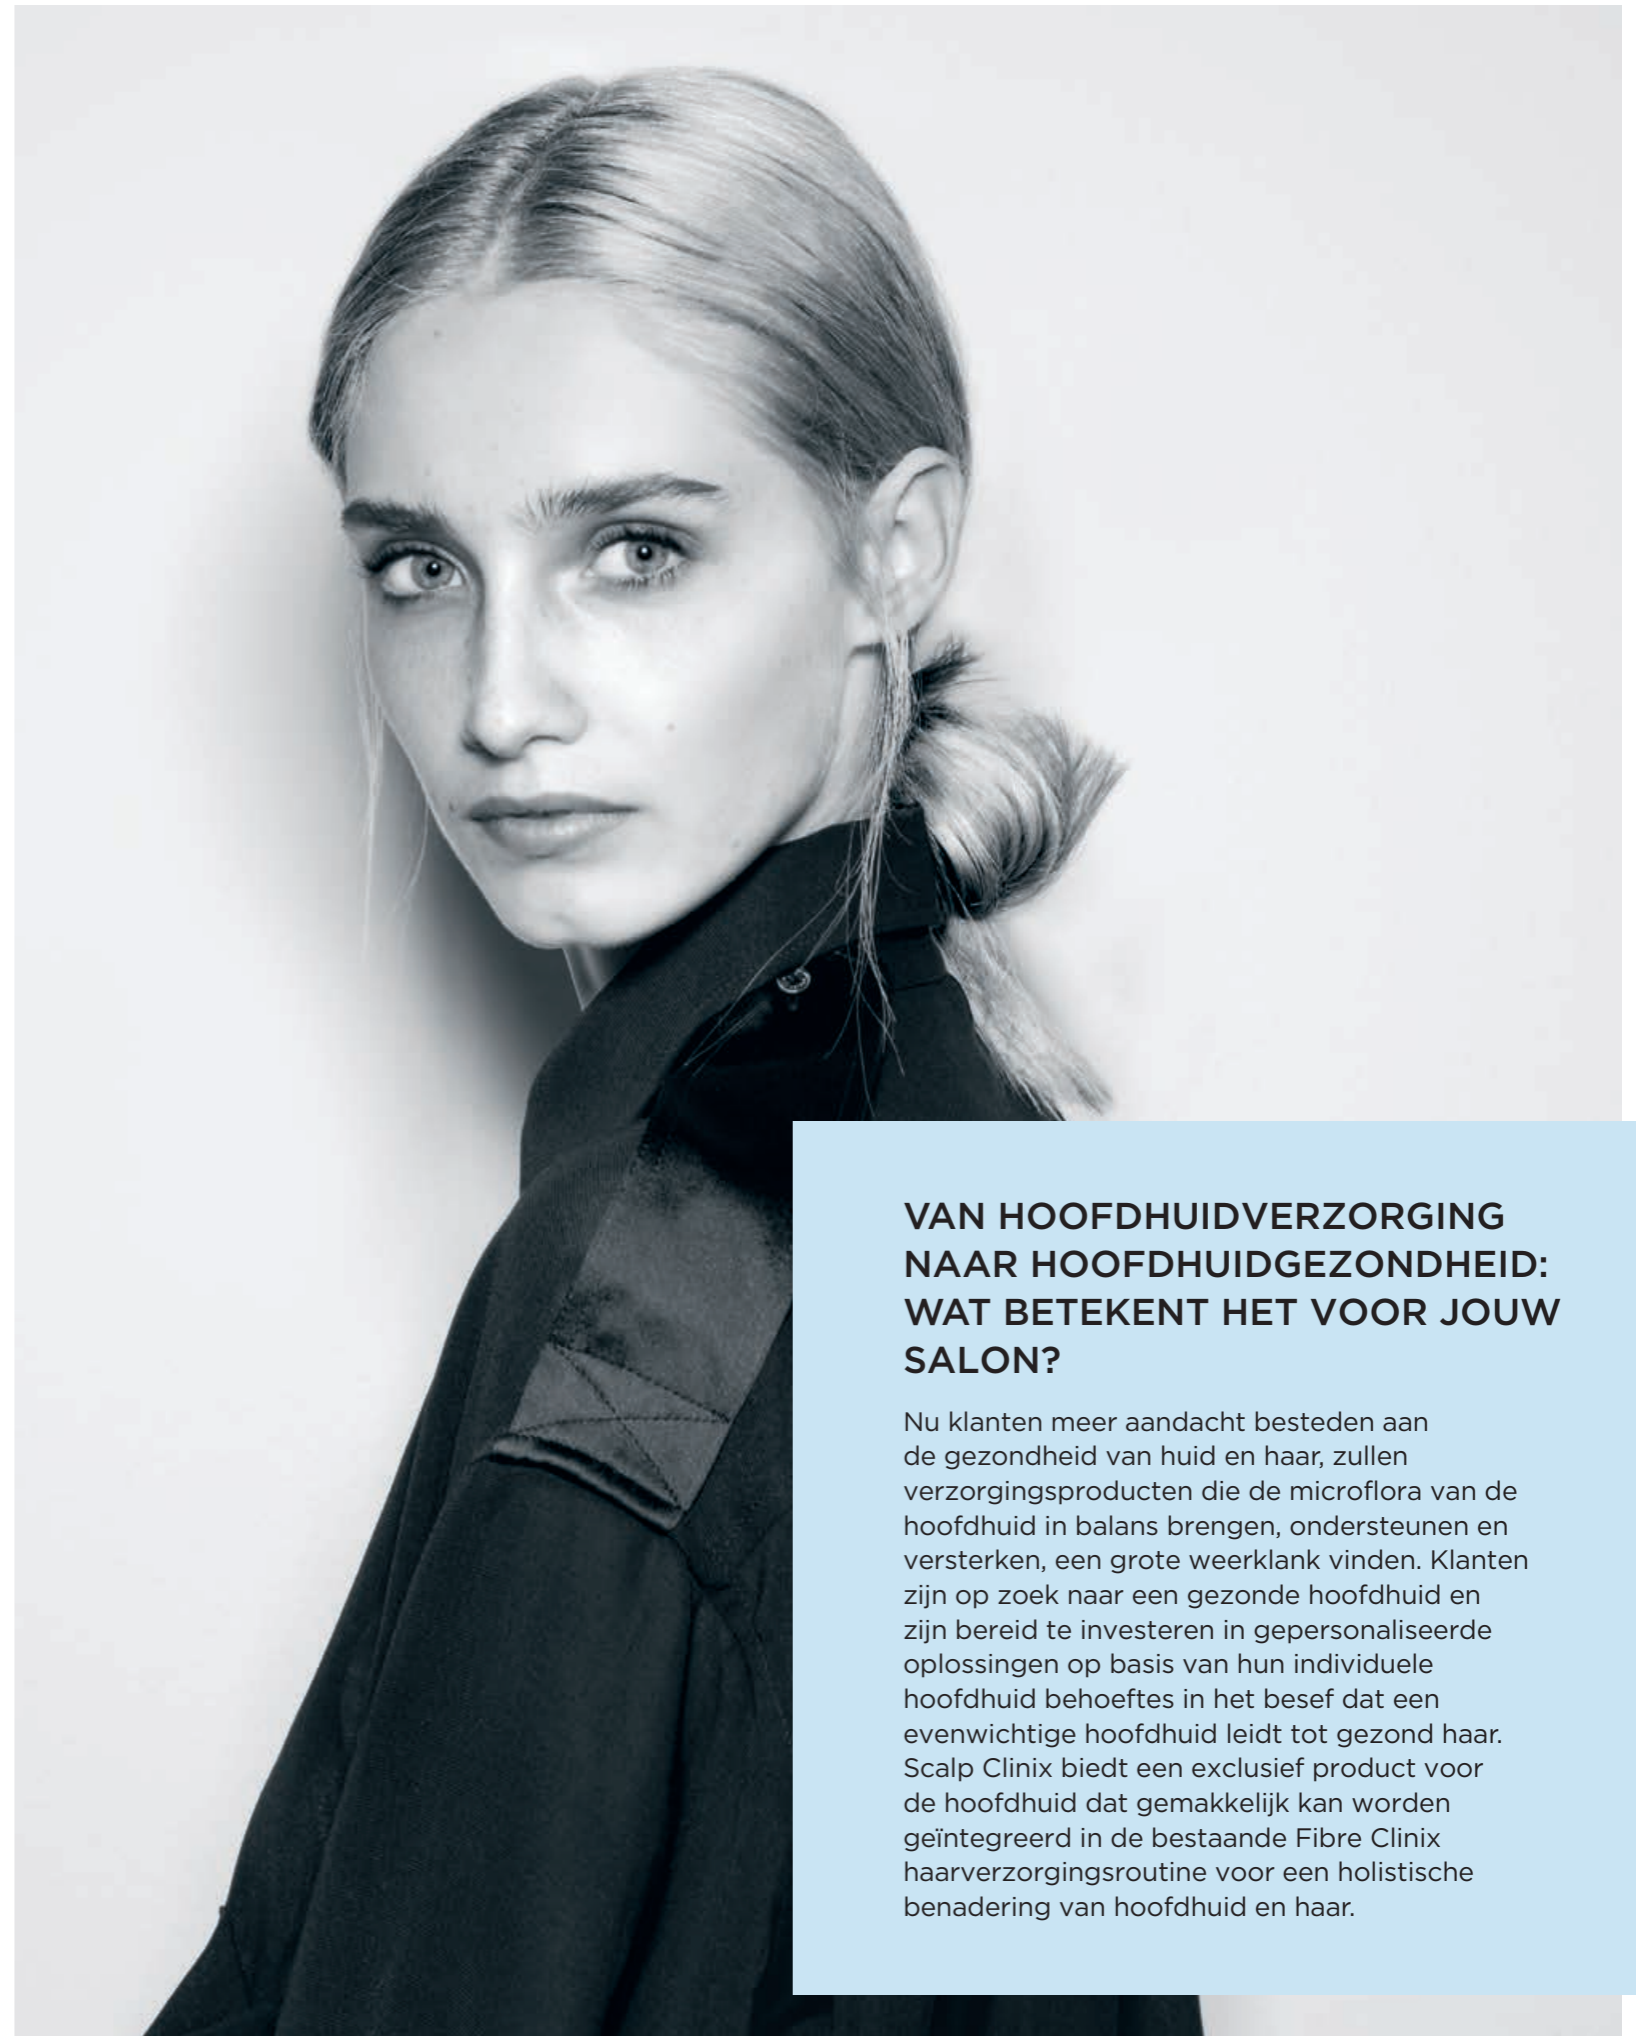 VAN HOOFDHUIDVERZORGING
NAAR HOOFDHUIDGEZONDHEID:
WAT BETEKENT HET VOOR JOUW
SALON?
Nu klanten meer aandacht besteden aan
de gezondheid van huid en haar, zullen
verzorgingsproducten die de microflora van de
hoofdhuid in balans brengen, ondersteunen en
versterken, een grote weerklank vinden. Klanten
zijn op zoek naar een gezonde hoofdhuid en
zijn bereid te investeren in gepersonaliseerde
oplossingen op basis van hun individuele
hoofdhuid behoeftes in het besef dat een
evenwichtige hoofdhuid leidt tot gezond haar.
Scalp Clinix biedt een exclusief product voor
de hoofdhuid dat gemakkelijk kan worden
geïntegreerd in de bestaande Fibre Clinix
haarverzorgingsroutine voor een holistische
benadering van hoofdhuid en haar.